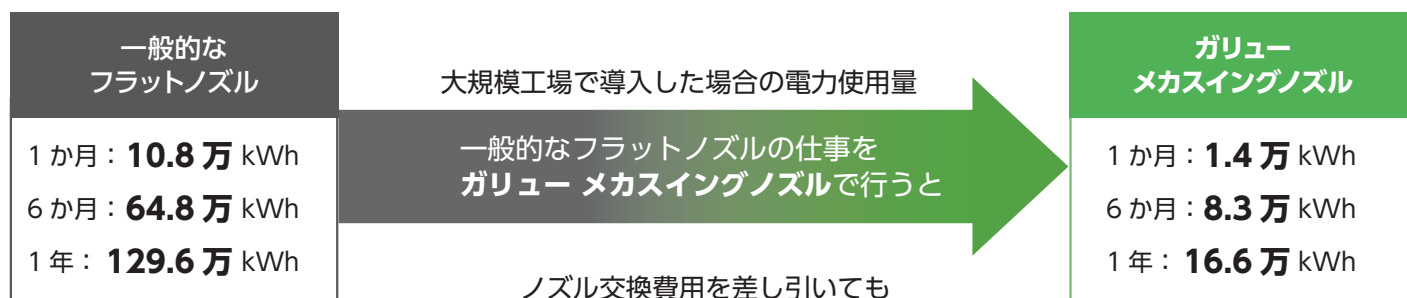 一般的な
フラットノズル
1か月：10.8万 kWh
6か月：64.8万 kWh
1年：129.6万 kWh
大規模工場で導入した場合の電力使用量
一般的なフラットノズルの仕事を
ガリュー メカスイングノズルで行うと
ノズル交換費用を差し引いても
ガリュー
メカスイングノズル
1か月：1.4万 kWh
6か月：8.3万 kWh
1年：16.6万 kWh